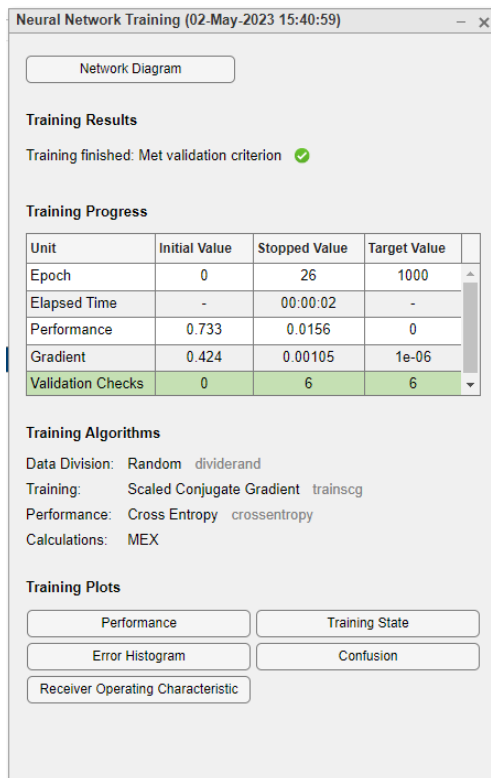 Neural Network Training (02-May-2023 15:40:59)
Network Diagram
Training Results
Training finished: Met validation criterion
Training Progress
Unit Initial Value Stopped Value Target Value
Epoch 0 26 1000
Elapsed Time - 00:00:02 -
Performance 0.733 0.0156 0
Gradient 0.424 0.00105 1e-06
Validation Checks 0 6 6
Training Algorithms
Data Division: Random dividerand
Training: Scaled Conjugate Gradient trainscg
Performance: Cross Entropy crossentropy
Calculations: MEX
Training Plots
Performance Training State
Error Histogram Confusion
Receiver Operating Characteristic